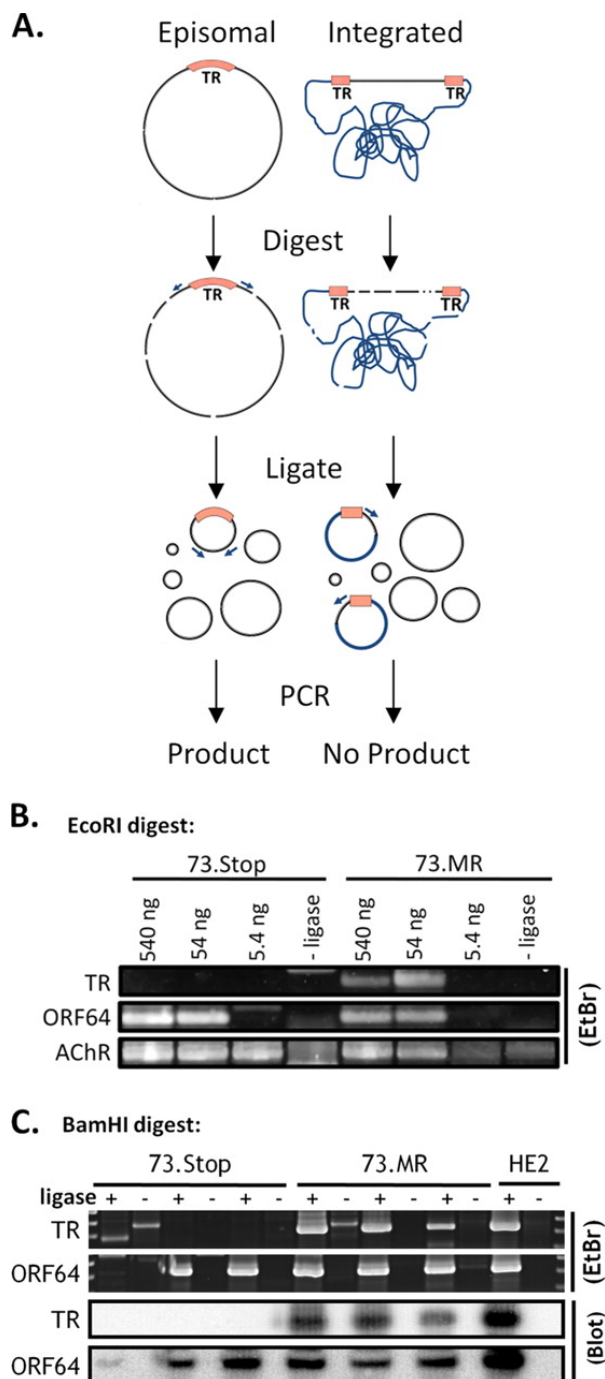 A.
Episomal Integrated
TR TR TR
Digest
TR TR TR
Ligate
PCR
Product No Product
B. EcoRI digest:
73.Stop 73.MR
540 ng 54 ng 5.4 ng - ligase 540 ng 54 ng 5.4 ng - ligase
TR
ORF64
AChR
(EtBr)
C. BamHI digest:
73.Stop 73.MR HE2
ligase + - + - + - + - + - + - + -
TR
ORF64
(EtBr)
TR
ORF64
(Blot)